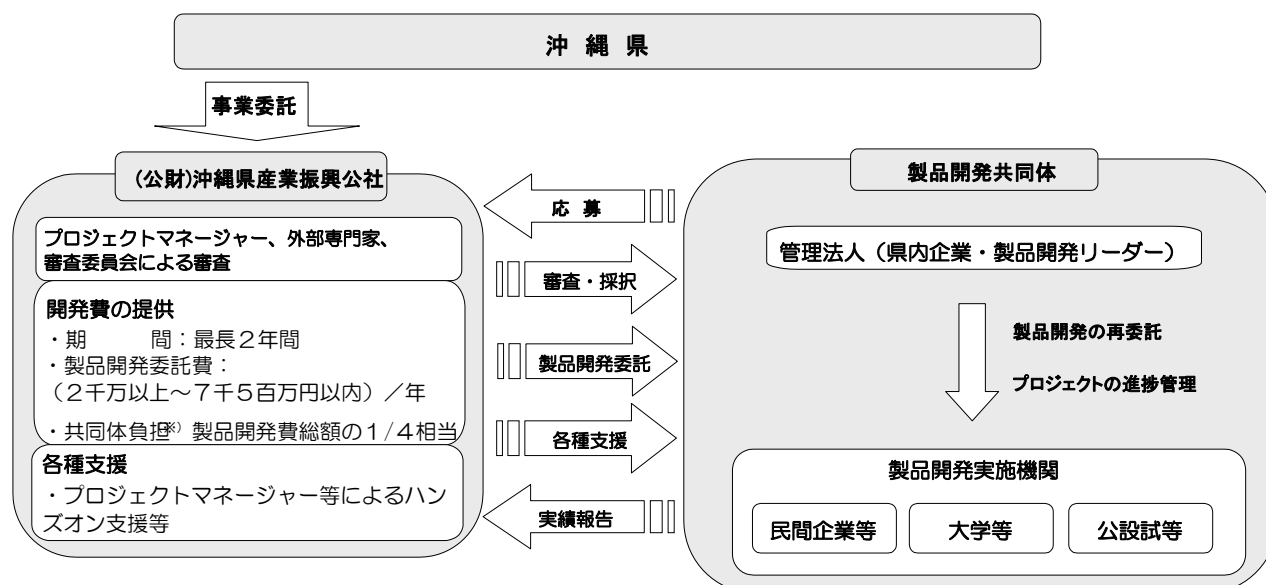 沖 縄 県
事業委託
(公財)沖縄県産業振興公社
プロジェクトマネージャー、外部専門家、
審査委員会による審査
開発費の提供
・期　　　間：最長２年間
・製品開発委託費：
（２千万以上～７千５百万円以内）／年
・共同体負担※）製品開発費総額の１/４相当
各種支援
・プロジェクトマネージャー等によるハン
ズオン支援等
応 募
審査・採択
製品開発委託
各種支援
実績報告
製品開発共同体
管理法人（県内企業・製品開発リーダー）
製品開発の再委託
プロジェクトの進捗管理
製品開発実施機関
民間企業等
大学等
公設試等